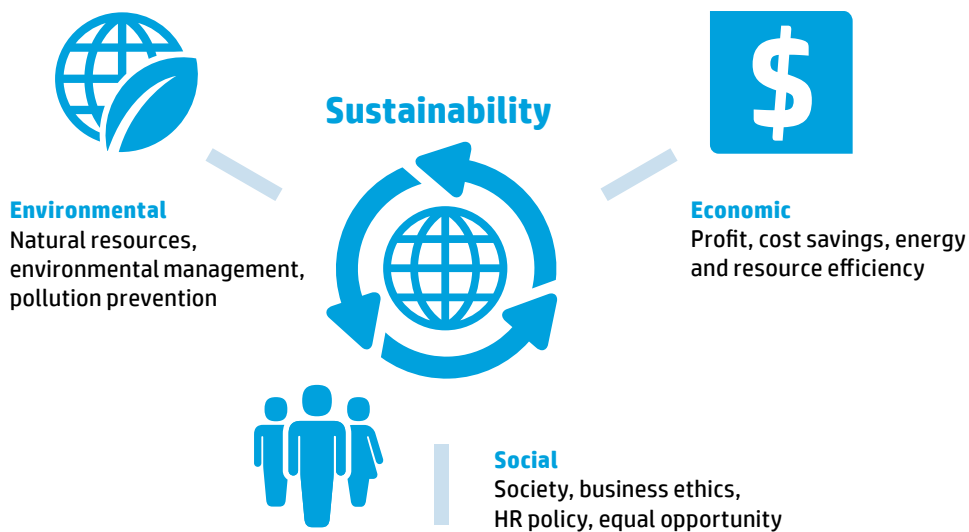 Sustainability
$
Environmental
Natural resources,
environmental management,
pollution prevention
Economic
Profit, cost savings, energy
and resource efficiency
Social
Society, business ethics,
HR policy, equal opportunity